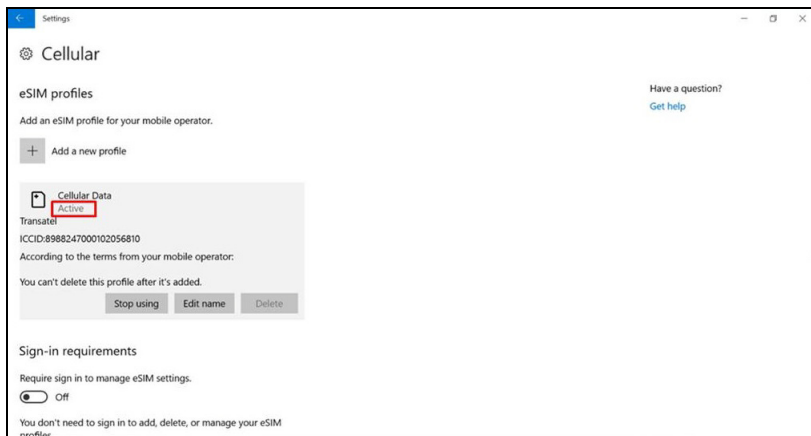 Settings
Cellular
eSIM profiles
Add an eSIM profile for your mobile operator.
Add a new profile
Cellular Data
Active
Transatel
ICCID:8988247000102056810
According to the terms from your mobile operator:
You can't delete this profile after it's added.
Stop using Edit name Delete
Sign-in requirements
Require sign in to manage eSIM settings.
Off
You don't need to sign in to add, delete, or manage your eSIM
profiles
Have a question?
Get help